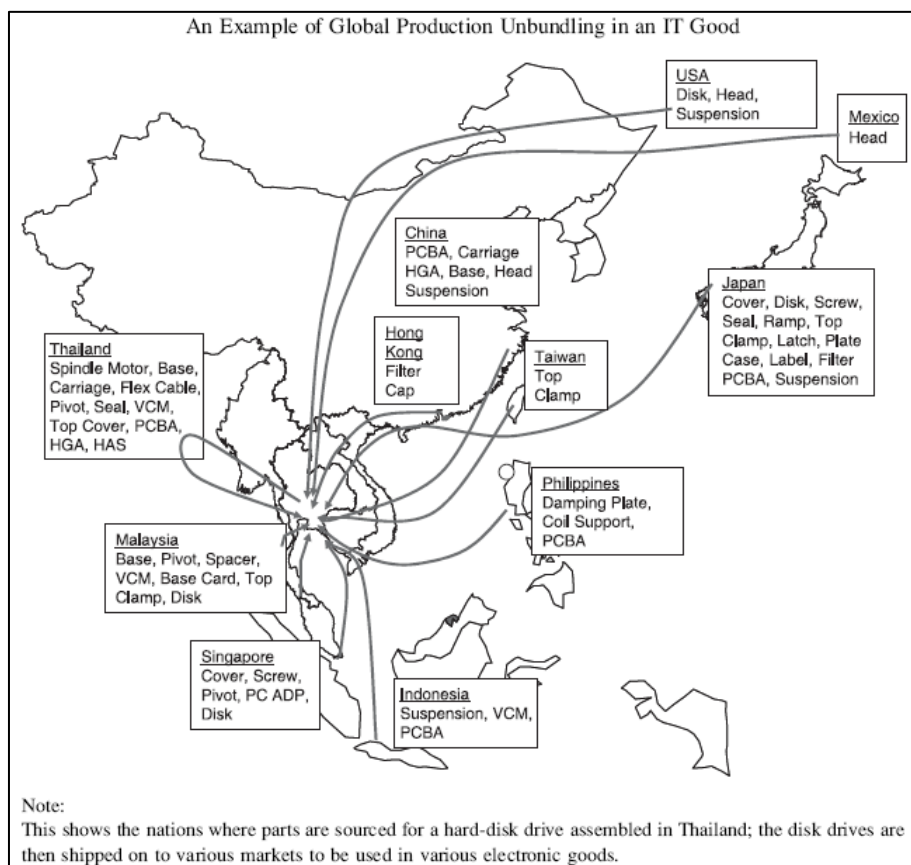 An Example of Global Production Unbundling in an IT Good
USA
Disk, Head,
Suspension
Mexico
Head
China
PCBA, Carriage
HGA, Base, Head
Suspension
Japan
Cover, Disk, Screw,
Seal, Ramp, Top
Clamp, Latch, Plate
Case, Label, Filter
PCBA, Suspension
Hong
Kong
Filter
Cap
Taiwan
Top
Clamp
Thailand
Spindle Motor, Base,
Carriage, Flex Cable,
Pivot, Seal, VCM,
Top Cover, PCBA,
HGA, HAS
Philippines
Damping Plate,
Coil Support,
PCBA
Malaysia
Base, Pivot, Spacer,
VCM, Base Card, Top
Clamp, Disk
Singapore
Cover, Screw,
Pivot, PC ADP,
Disk
Indonesia
Suspension, VCM,
PCBA
Note:
This shows the nations where parts are sourced for a hard-disk drive assembled in Thailand; the disk drives are
then shipped on to various markets to be used in various electronic goods.